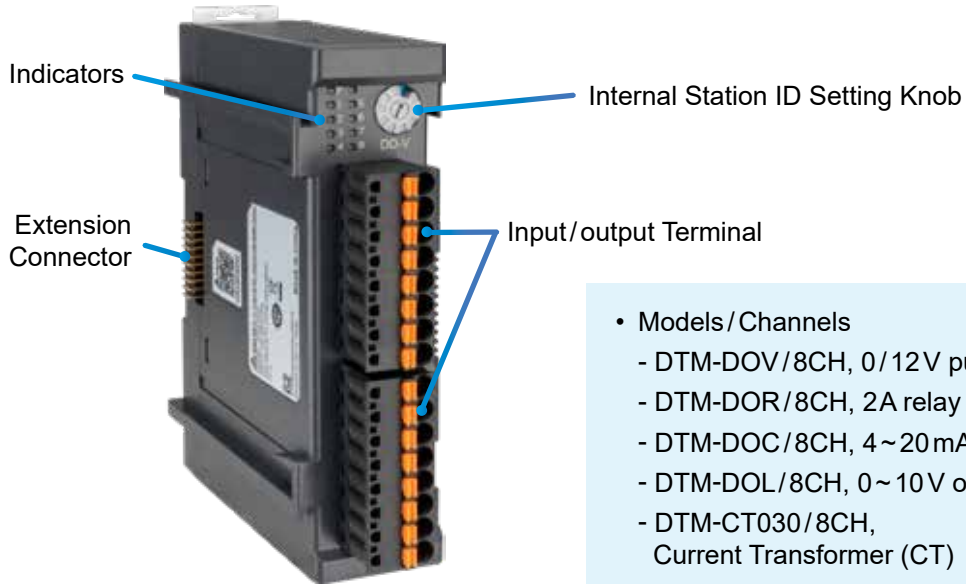 Indicators
Internal Station ID Setting Knob
DO-V
Extension
Connector
Input/output Terminal
• Models/Channels
- DTM-DOV/8CH, 0/12V
- DTM-DOR/8CH, 2A relay
- DTM-DOC/8CH, 4~20mA
- DTM-DOL/8CH, 0~10V
- DTM-CT030/8CH,
Current Transformer (CT)